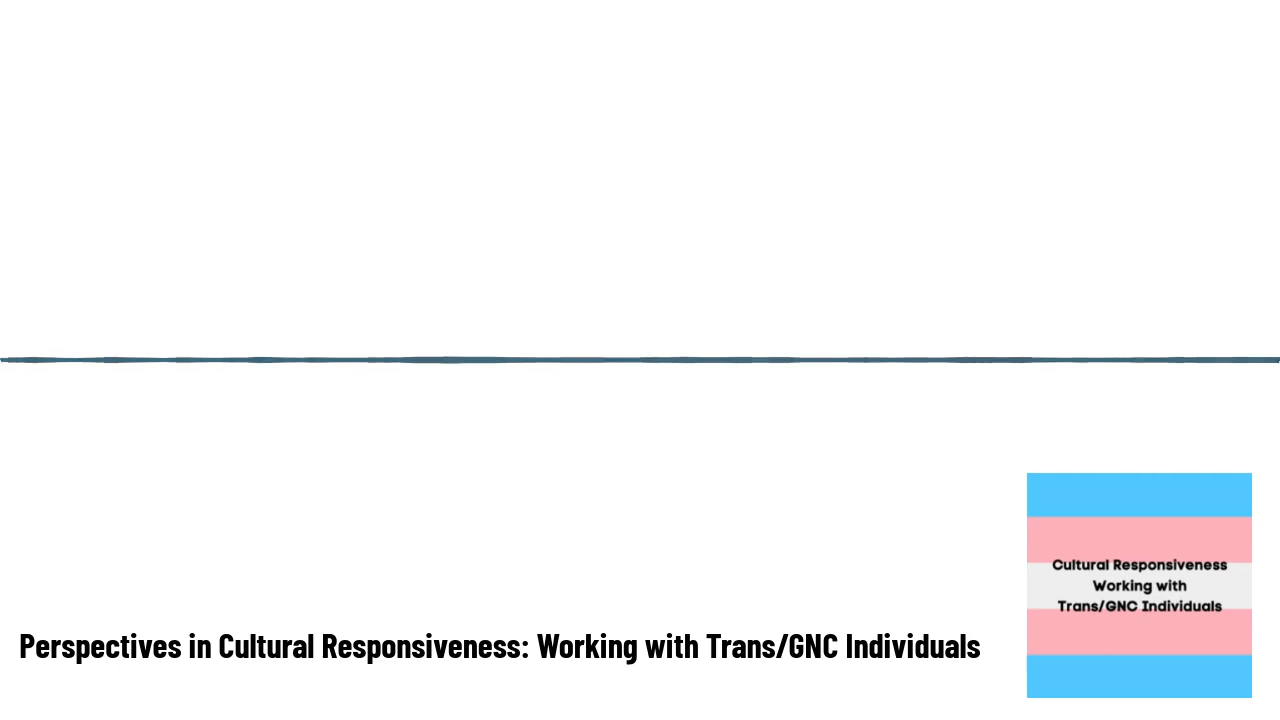 Cultural Responsiveness
Working with
Trans/GNC Individuals
Perspectives in Cultural Responsiveness: Working with Trans/GNC Individuals